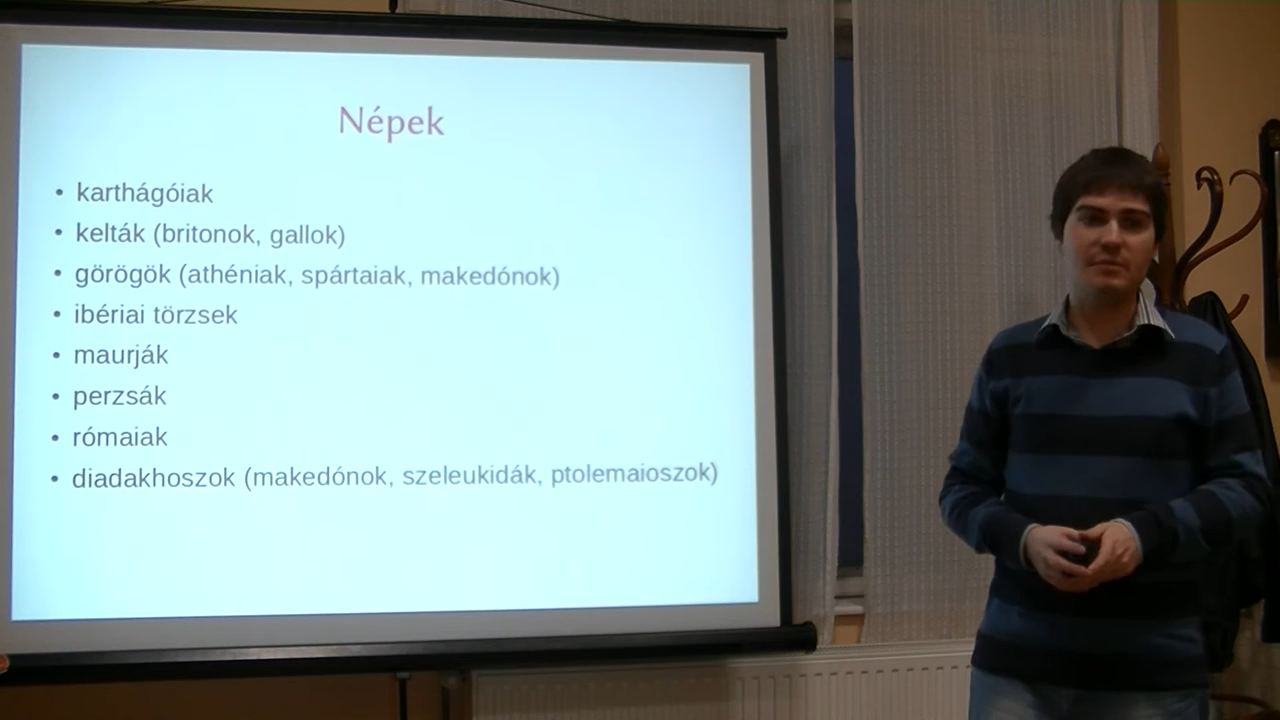 Népek
• karthágóiak
• kelták (britonok, gallok)
• görögök (athéniak, spártaiak, makedónok)
• ibériai törzsek
• maurják
• perzsák
• rómaiak
• diadakhoszok (makedónok, szeleukidák, ptolemaioszok)